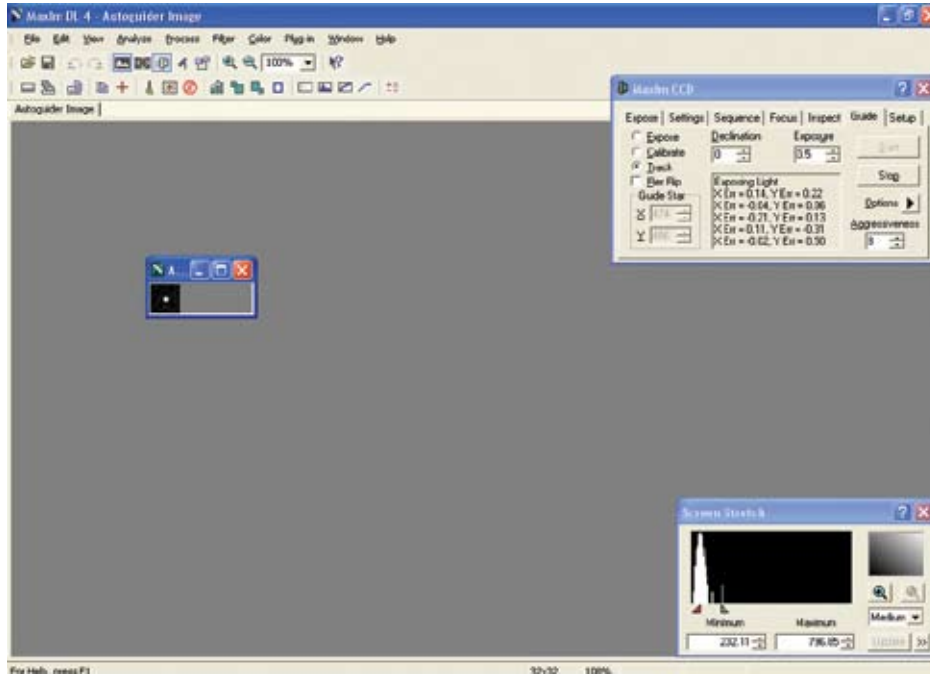 MaxIm DL 4 - Autoguider Image
File Edit View Analyze Process Filter Color Plug-in Window Help
100%
Autoguider Image
MaxIm CCD
Expose Settings Sequence Focus Inspect Guide Setup
Expose Declination Exposure
Calibrate 0 0.5 Start
Track
Pier Flip Exposing Light Stop
Guide Star X Err = 0.14, Y Err = 0.22
X Err = -0.04, Y Err = 0.36 Options
X X Err = -0.21, Y Err = 0.13
Y X Err = 0.11, Y Err = -0.31 Aggressiveness
X Err = -0.02, Y Err = 0.50
A...
Screen Stretch
Medium
Minimum Maximum
232.11 796.85 Update >>
For Help, press F1 32x32 100%